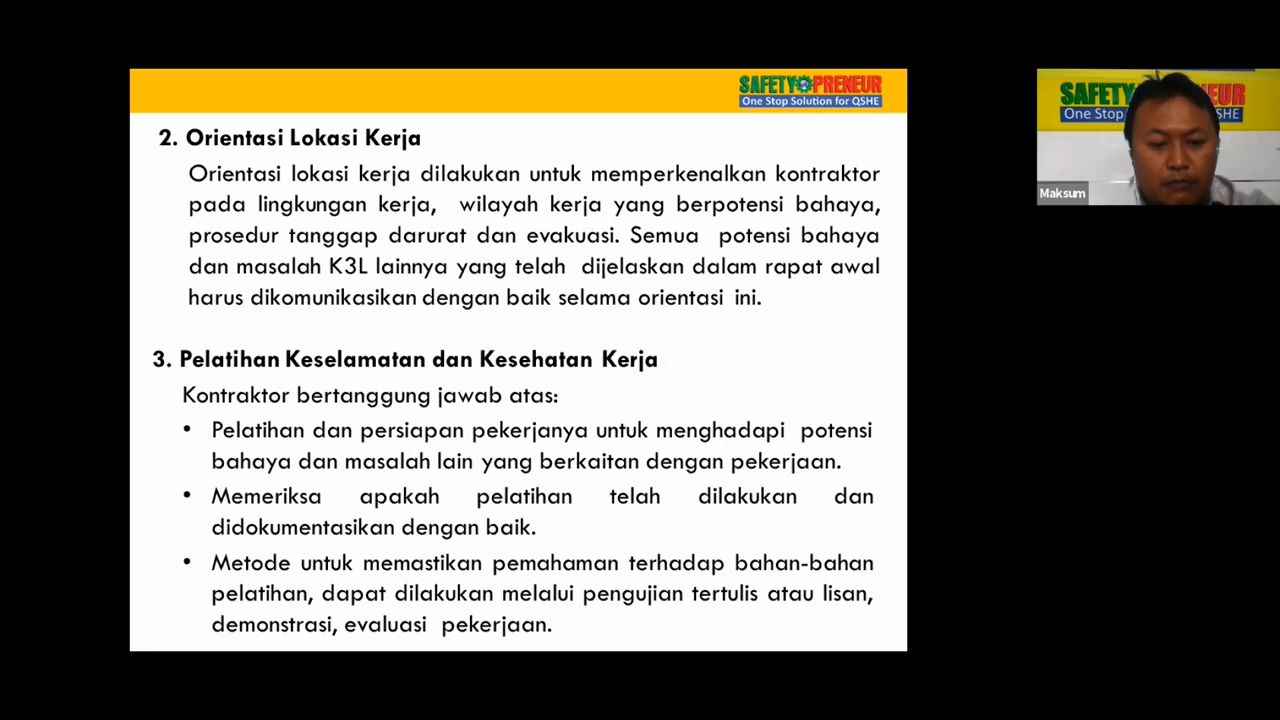 SAFETY PRENEUR
One Stop Solution for QSHE
2. Orientasi Lokasi Kerja
Orientasi lokasi kerja dilakukan untuk memperkenalkan kontraktor
pada lingkungan kerja, wilayah kerja yang berpotensi bahaya,
prosedur tanggap darurat dan evakuasi. Semua potensi bahaya
dan masalah K3L lainnya yang telah dijelaskan dalam rapat awal
harus dikomunikasikan dengan baik selama orientasi ini.
3. Pelatihan Keselamatan dan Kesehatan Kerja
Kontraktor bertanggung jawab atas:
• Pelatihan dan persiapan pekerjanya untuk menghadapi potensi
bahaya dan masalah lain yang berkaitan dengan pekerjaan.
• Memeriksa apakah pelatihan telah dilakukan dan
didokumentasikan dengan baik.
• Metode untuk memastikan pemahaman terhadap bahan-bahan
pelatihan, dapat dilakukan melalui pengujian tertulis atau lisan,
demonstrasi, evaluasi pekerjaan.
SAFETY EUR
One Stop SHE
Maksum